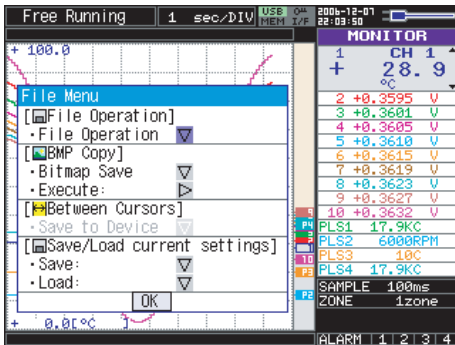 Free Running 1 sec/DIV USB MEM I/F 2006-12-07 22:03:50
MONITOR
+ 100.0
1 CH 1
+ 28. 9
°C
File Menu
[File Operation]
・File Operation
[BMP Copy]
・Bitmap Save
・Execute:
[Between Cursors]
・Save to Device
[Save/Load current settings]
・Save:
・Load:
OK
+ 0.0[°C
2 +0.3595 V
3 +0.3601 V
4 +0.3605 V
5 +0.3610 V
6 +0.3615 V
7 +0.3619 V
8 +0.3623 V
9 +0.3627 V
10 +0.3632 V
PLS1 17.9KC
PLS2 6000RPM
PLS3 10C
PLS4 17.9KC
SAMPLE 100ms
ZONE 1zone
ALARM 1 2 3 4
P4
10
P3
P2